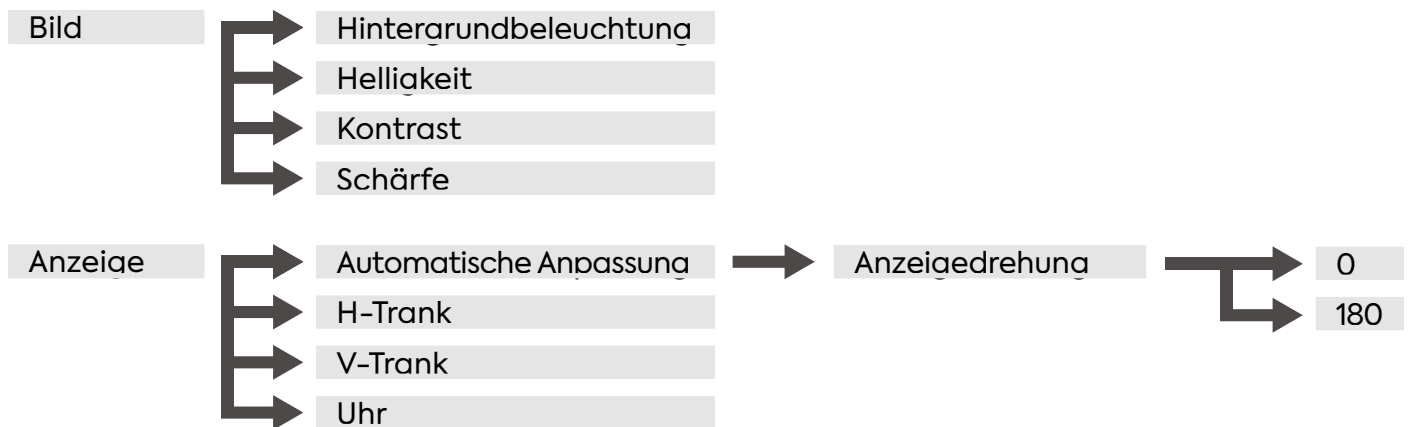 Bild
Hintergrundbeleuchtung
Helligkeit
Kontrast
Schärfe
Anzeige
Automatische Anpassung
Anzeigedrehung
0
H-Trank
180
V-Trank
Uhr